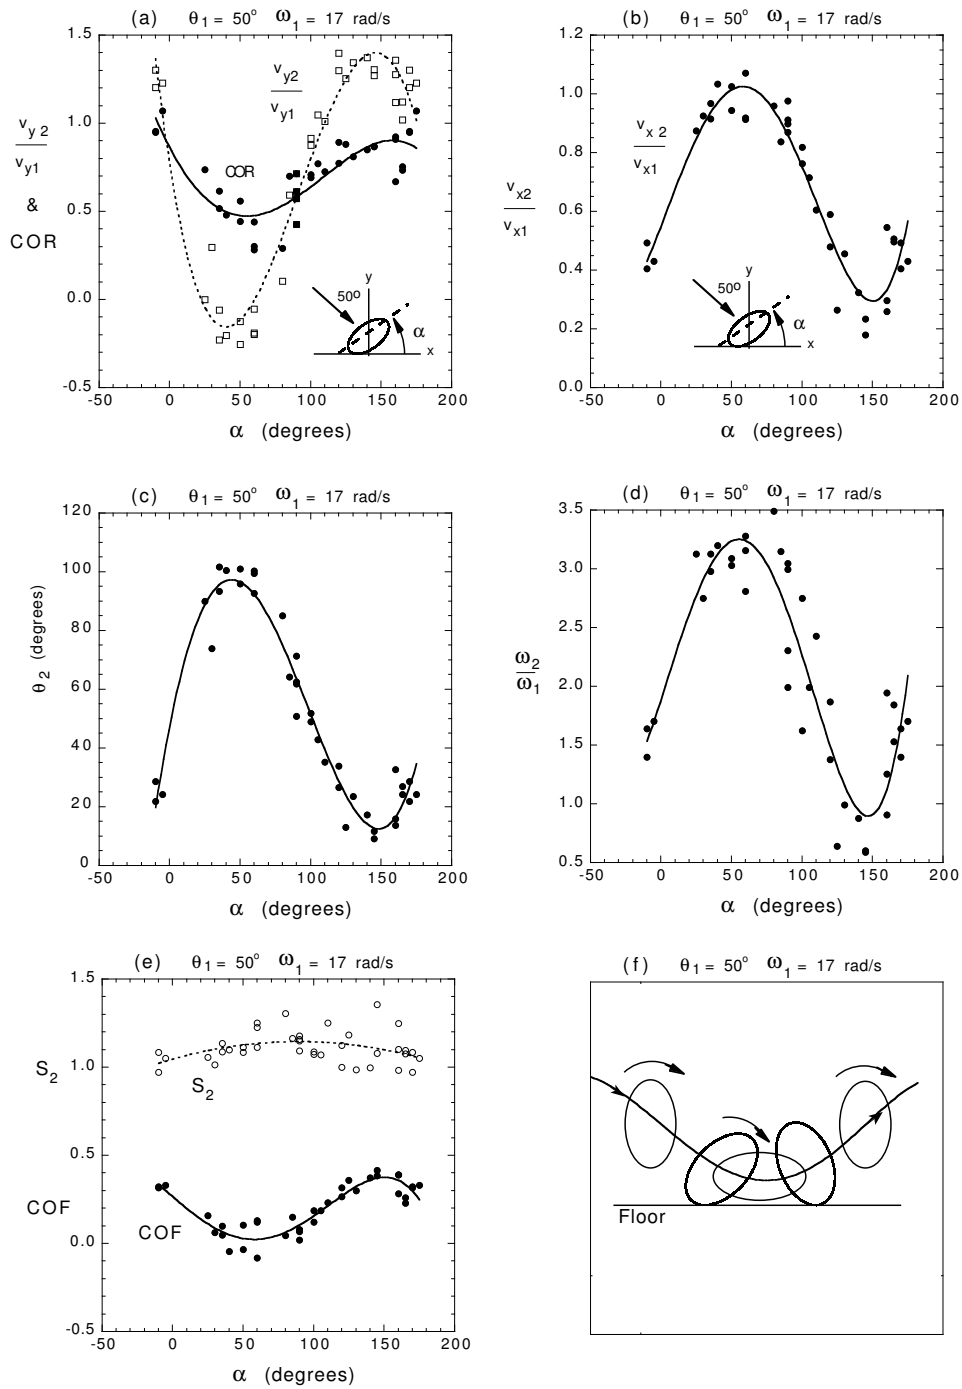 (a) θ1 = 50° ω1 = 17 rad/s
1.5
1.0
0.5
0.0
-0.5
vy 2
vy1
&
COR
vy2
vy1
COR
y
50°
α
x
-50 0 50 100 150 200
α (degrees)
(b) θ1 = 50° ω1 = 17 rad/s
1.2
1.0
0.8
0.6
0.4
0.2
0.0
vx2
vx1
vx 2
vx1
y
50°
α
x
-50 0 50 100 150 200
α (degrees)
(c) θ1 = 50° ω1 = 17 rad/s
120
100
80
60
40
20
0
θ2 (degrees)
-50 0 50 100 150 200
α (degrees)
(d) θ1 = 50° ω1 = 17 rad/s
3.5
3.0
2.5
2.0
1.5
1.0
0.5
ω2
ω1
-50 0 50 100 150 200
α (degrees)
(e) θ1 = 50° ω1 = 17 rad/s
1.5
1.0
0.5
0.0
-0.5
S2
COF
S2
COF
-50 0 50 100 150 200
α (degrees)
(f) θ1 = 50° ω1 = 17 rad/s
Floor